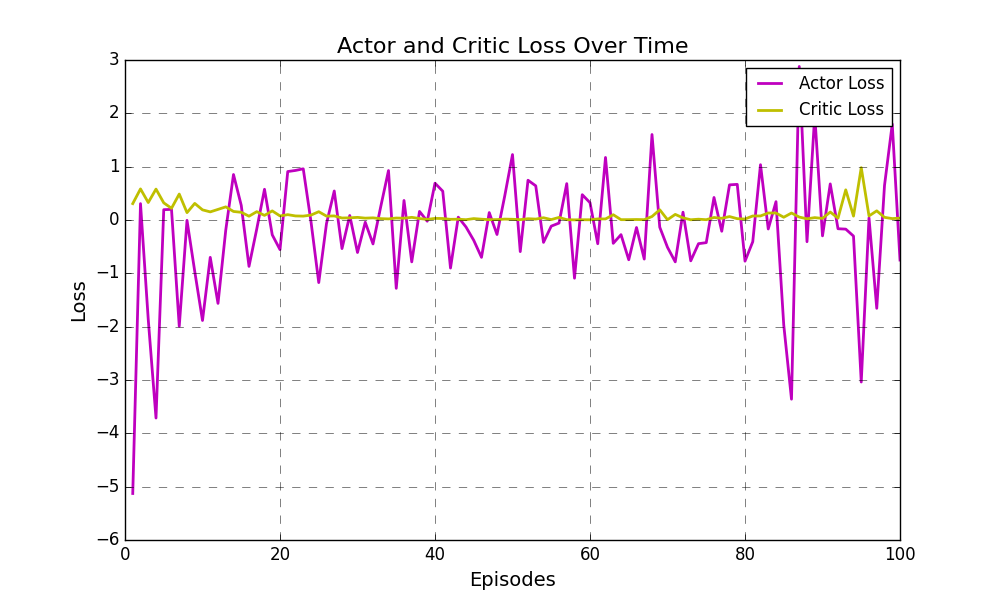 Actor and Critic Loss Over Time
3
2
1
0
−1
−2
−3
−4
−5
−6
Loss
Actor Loss
Critic Loss
0 20 40 60 80 100
Episodes